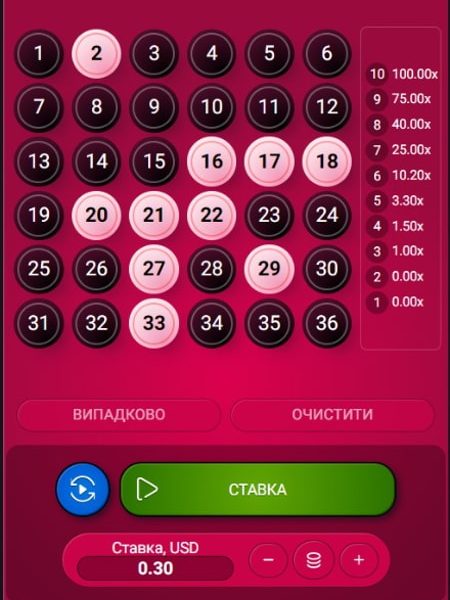 1 2 3 4 5 6
7 8 9 10 11 12
13 14 15 16 17 18
19 20 21 22 23 24
25 26 27 28 29 30
31 32 33 34 35 36
10 100.00x
9 75.00x
8 40.00x
7 25.00x
6 10.20x
5 3.30x
4 1.50x
3 1.00x
2 0.00x
1 0.00x
ВИПАДКОВО ОЧИСТИТИ
СТАВКА
Ставка, USD
0.30